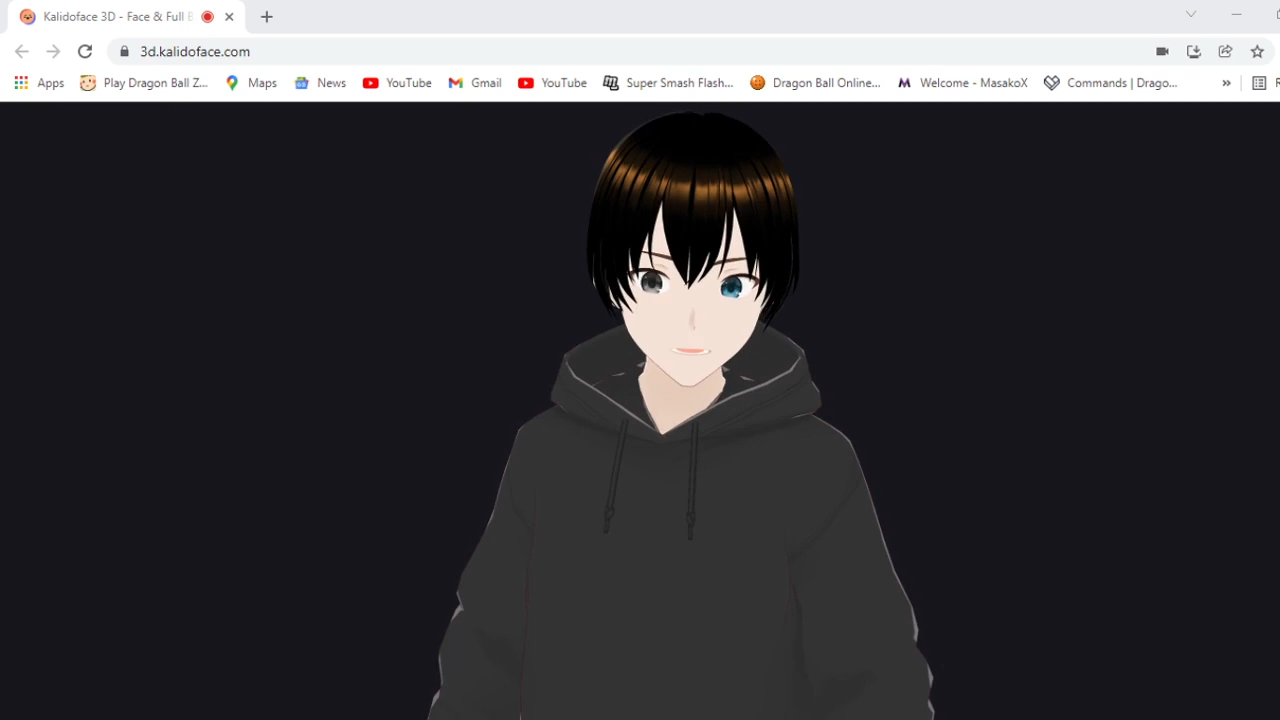 Kalidoface 3D - Face & Full
3d.kalidoface.com
Apps Play Dragon Ball Z... Maps News YouTube Gmail YouTube Super Smash Flash... Dragon Ball Online... Welcome - MasakoX Commands | Drago... »